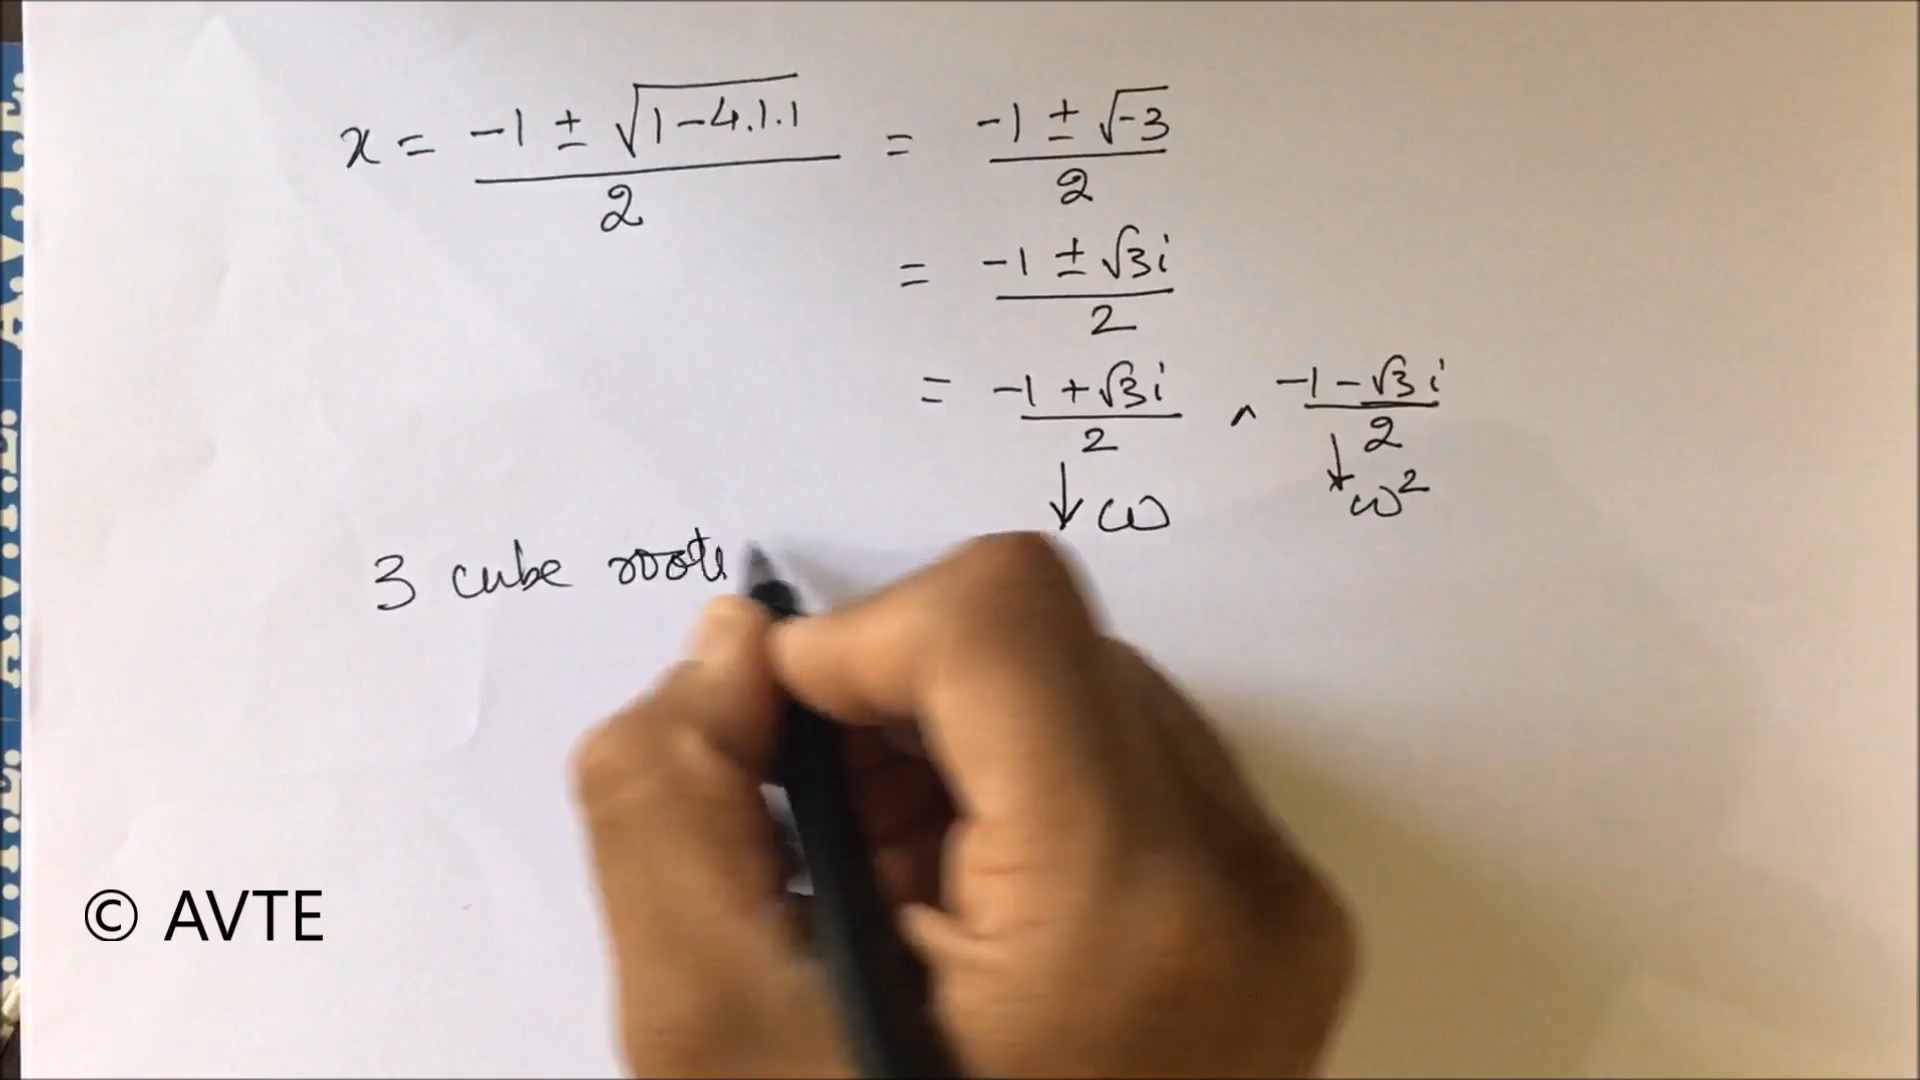 x = -1 ± √1-4.1.1 / 2 = -1 ± √-3 / 2
= -1 ± √3i / 2
= -1 + √3i / 2 , -1 - √3i / 2
↓ ω ↓ ω²
3 cube roots
© AVTE